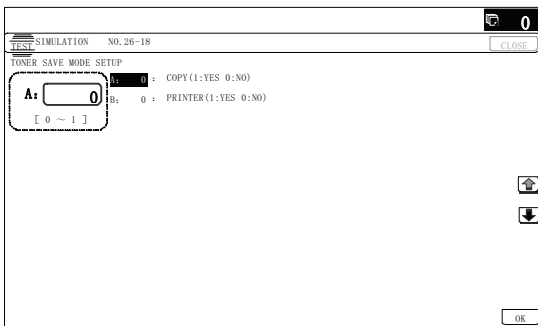 0
TEST SIMULATION NO.26-18 CLOSE
TONER SAVE MODE SETUP
A: 0 : COPY(1:YES 0:NO)
A: 0
B: 0 : PRINTER(1:YES 0:NO)
[ 0 ~ 1 ]
OK